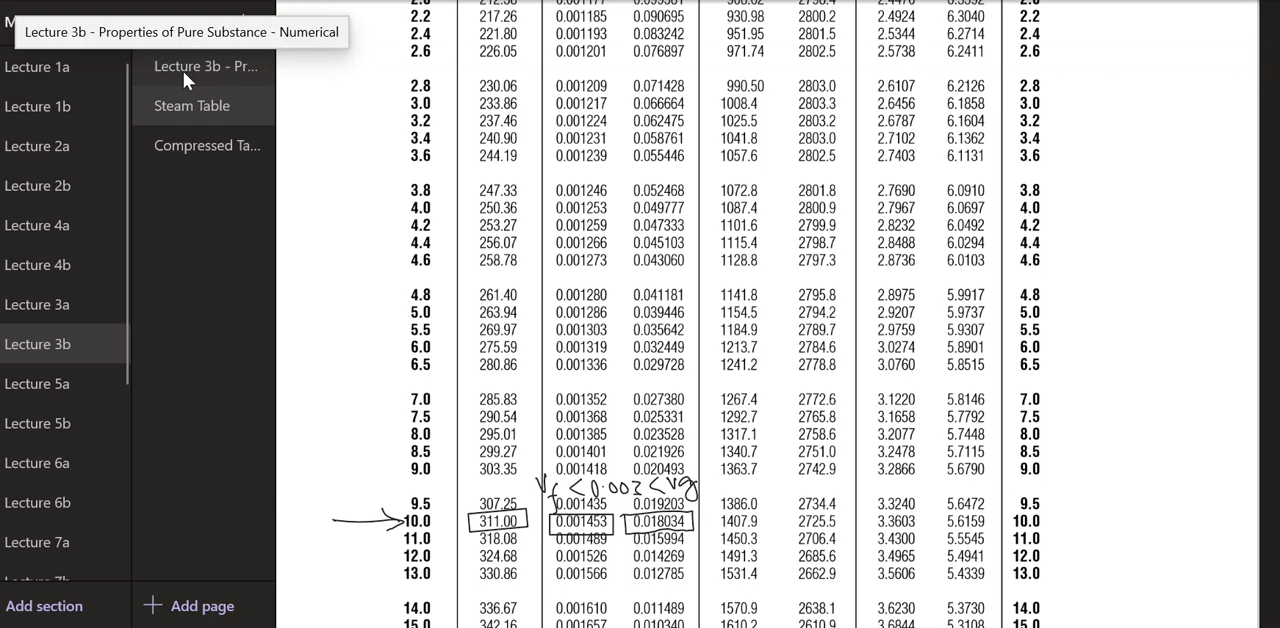 M
Lecture 3b - Properties of Pure Substance - Numerical
Lecture 1a
Lecture 1b
Lecture 2a
Lecture 2b
Lecture 4a
Lecture 4b
Lecture 3a
Lecture 3b
Lecture 5a
Lecture 5b
Lecture 6a
Lecture 6b
Lecture 7a
Add section
Lecture 3b - Pr...
Steam Table
Compressed Ta...
Add page
2.2 217.26 0.001185 0.090695 930.98 2800.2 2.4924 6.3040 2.2
2.4 221.80 0.001193 0.083242 951.95 2801.5 2.5344 6.2714 2.4
2.6 226.05 0.001201 0.076897 971.74 2802.5 2.5738 6.2411 2.6
2.8 230.06 0.001209 0.071428 990.50 2803.0 2.6107 6.2126 2.8
3.0 233.86 0.001217 0.066664 1008.4 2803.3 2.6456 6.1858 3.0
3.2 237.46 0.001224 0.062475 1025.5 2803.2 2.6787 6.1604 3.2
3.4 240.90 0.001231 0.058761 1041.8 2803.0 2.7102 6.1362 3.4
3.6 244.19 0.001239 0.055446 1057.6 2802.5 2.7403 6.1131 3.6
3.8 247.33 0.001246 0.052468 1072.8 2801.8 2.7690 6.0910 3.8
4.0 250.36 0.001253 0.049777 1087.4 2800.9 2.7967 6.0697 4.0
4.2 253.27 0.001259 0.047333 1101.6 2799.9 2.8232 6.0492 4.2
4.4 256.07 0.001266 0.045103 1115.4 2798.7 2.8488 6.0294 4.4
4.6 258.78 0.001273 0.043060 1128.8 2797.3 2.8736 6.0103 4.6
4.8 261.40 0.001280 0.041181 1141.8 2795.8 2.8975 5.9917 4.8
5.0 263.94 0.001286 0.039446 1154.5 2794.2 2.9207 5.9737 5.0
5.5 269.97 0.001303 0.035642 1184.9 2789.7 2.9759 5.9307 5.5
6.0 275.59 0.001319 0.032449 1213.7 2784.6 3.0274 5.8901 6.0
6.5 280.86 0.001336 0.029728 1241.2 2778.8 3.0760 5.8515 6.5
7.0 285.83 0.001352 0.027380 1267.4 2772.6 3.1220 5.8146 7.0
7.5 290.54 0.001368 0.025331 1292.7 2765.8 3.1658 5.7792 7.5
8.0 295.01 0.001385 0.023528 1317.1 2758.6 3.2077 5.7448 8.0
8.5 299.27 0.001401 0.021926 1340.7 2751.0 3.2478 5.7115 8.5
9.0 303.35 0.001418 0.020493 1363.7 2742.9 3.2866 5.6790 9.0
Vf < 0.003 < Vg
9.5 307.25 0.001435 0.019203 1386.0 2734.4 3.3240 5.6472 9.5
10.0 311.00 0.001453 0.018034 1407.9 2725.5 3.3603 5.6159 10.0
11.0 318.08 0.001489 0.015994 1450.3 2706.4 3.4300 5.5545 11.0
12.0 324.68 0.001526 0.014269 1491.3 2685.6 3.4965 5.4941 12.0
13.0 330.86 0.001566 0.012785 1531.4 2662.9 3.5606 5.4339 13.0
14.0 336.67 0.001610 0.011489 1570.9 2638.1 3.6230 5.3730 14.0
15.0 342.16 0.001657 0.010340 1610.2 2610.9 3.6844 5.3108 15.0